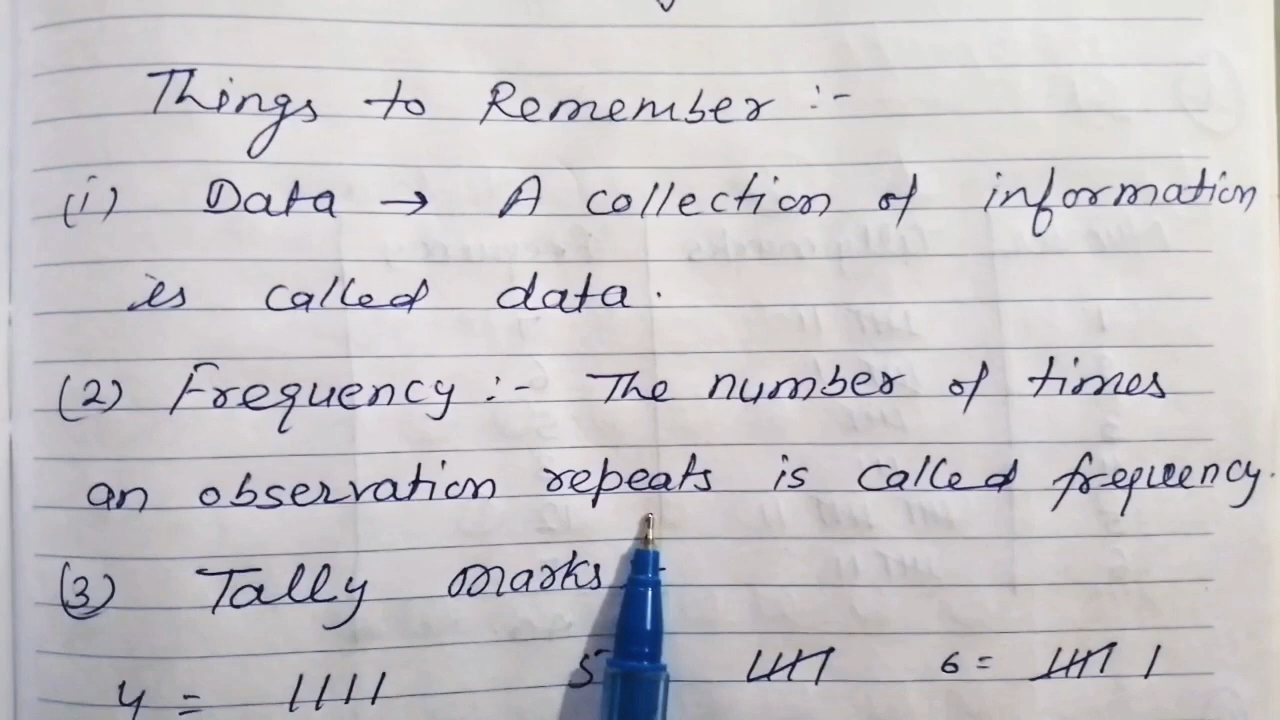 Things to Remember :-
(i) Data → A collection of information
is called data.
(2) Frequency :- The number of times
an observation repeats is called frequency.
(3) Tally marks -
4 = |||| 5 ~~||||~~ 6 = ~~||||~~ |